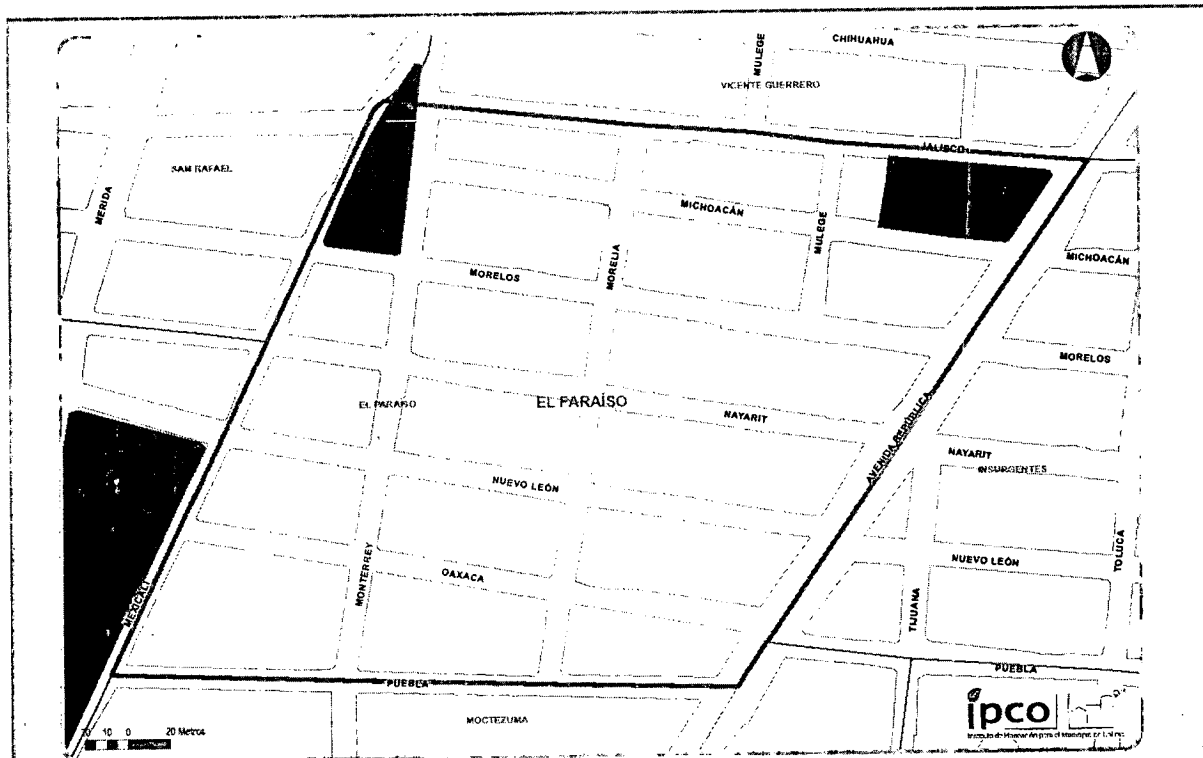 CHIHUAHUA
MULEGE
VICENTE GUERRERO
JALISCO
SAN RAFAEL
MERIDA
MICHOACÁN
MULEGE
MICHOACÁN
MORELIA
MORELOS
MORELOS
EL PARAISO
EL PARAÍSO
NAYARIT
AVENIDA REPÚBLICA
NAYARIT
INSURGENTES
NUEVO LEÓN
NUEVO LEÓN
TOLUCA
OAXACA
MONTERREY
MEXICALI
TIJUANA
PUEBLA
PUEBLA
MOCTEZUMA
10 0 20 Metros
ipco